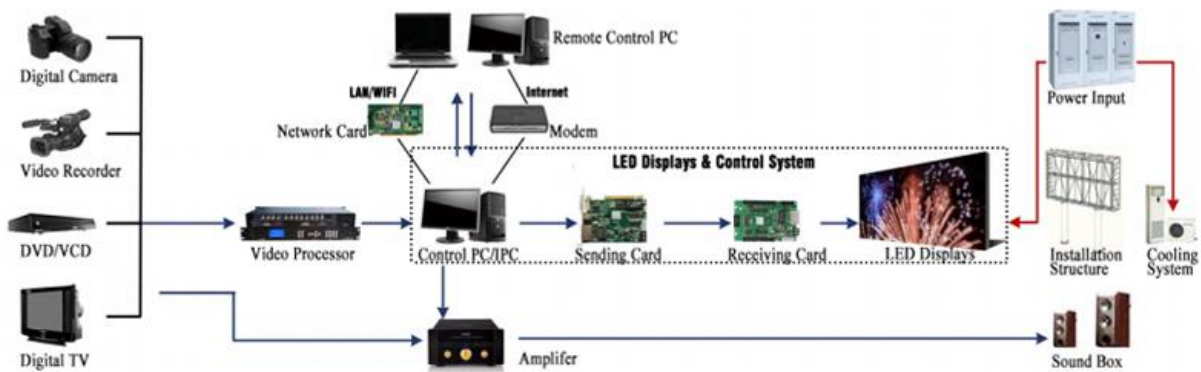 Digital Camera
Video Recorder
DVD/VCD
Digital TV
Remote Control PC
LAN/WIFI
Internet
Network Card
Modem
LED Displays & Control System
Video Processor
Control PC/IPC
Sending Card
Receiving Card
LED Displays
Power Input
Installation
Structure
Cooling
System
Amplifer
Sound Box